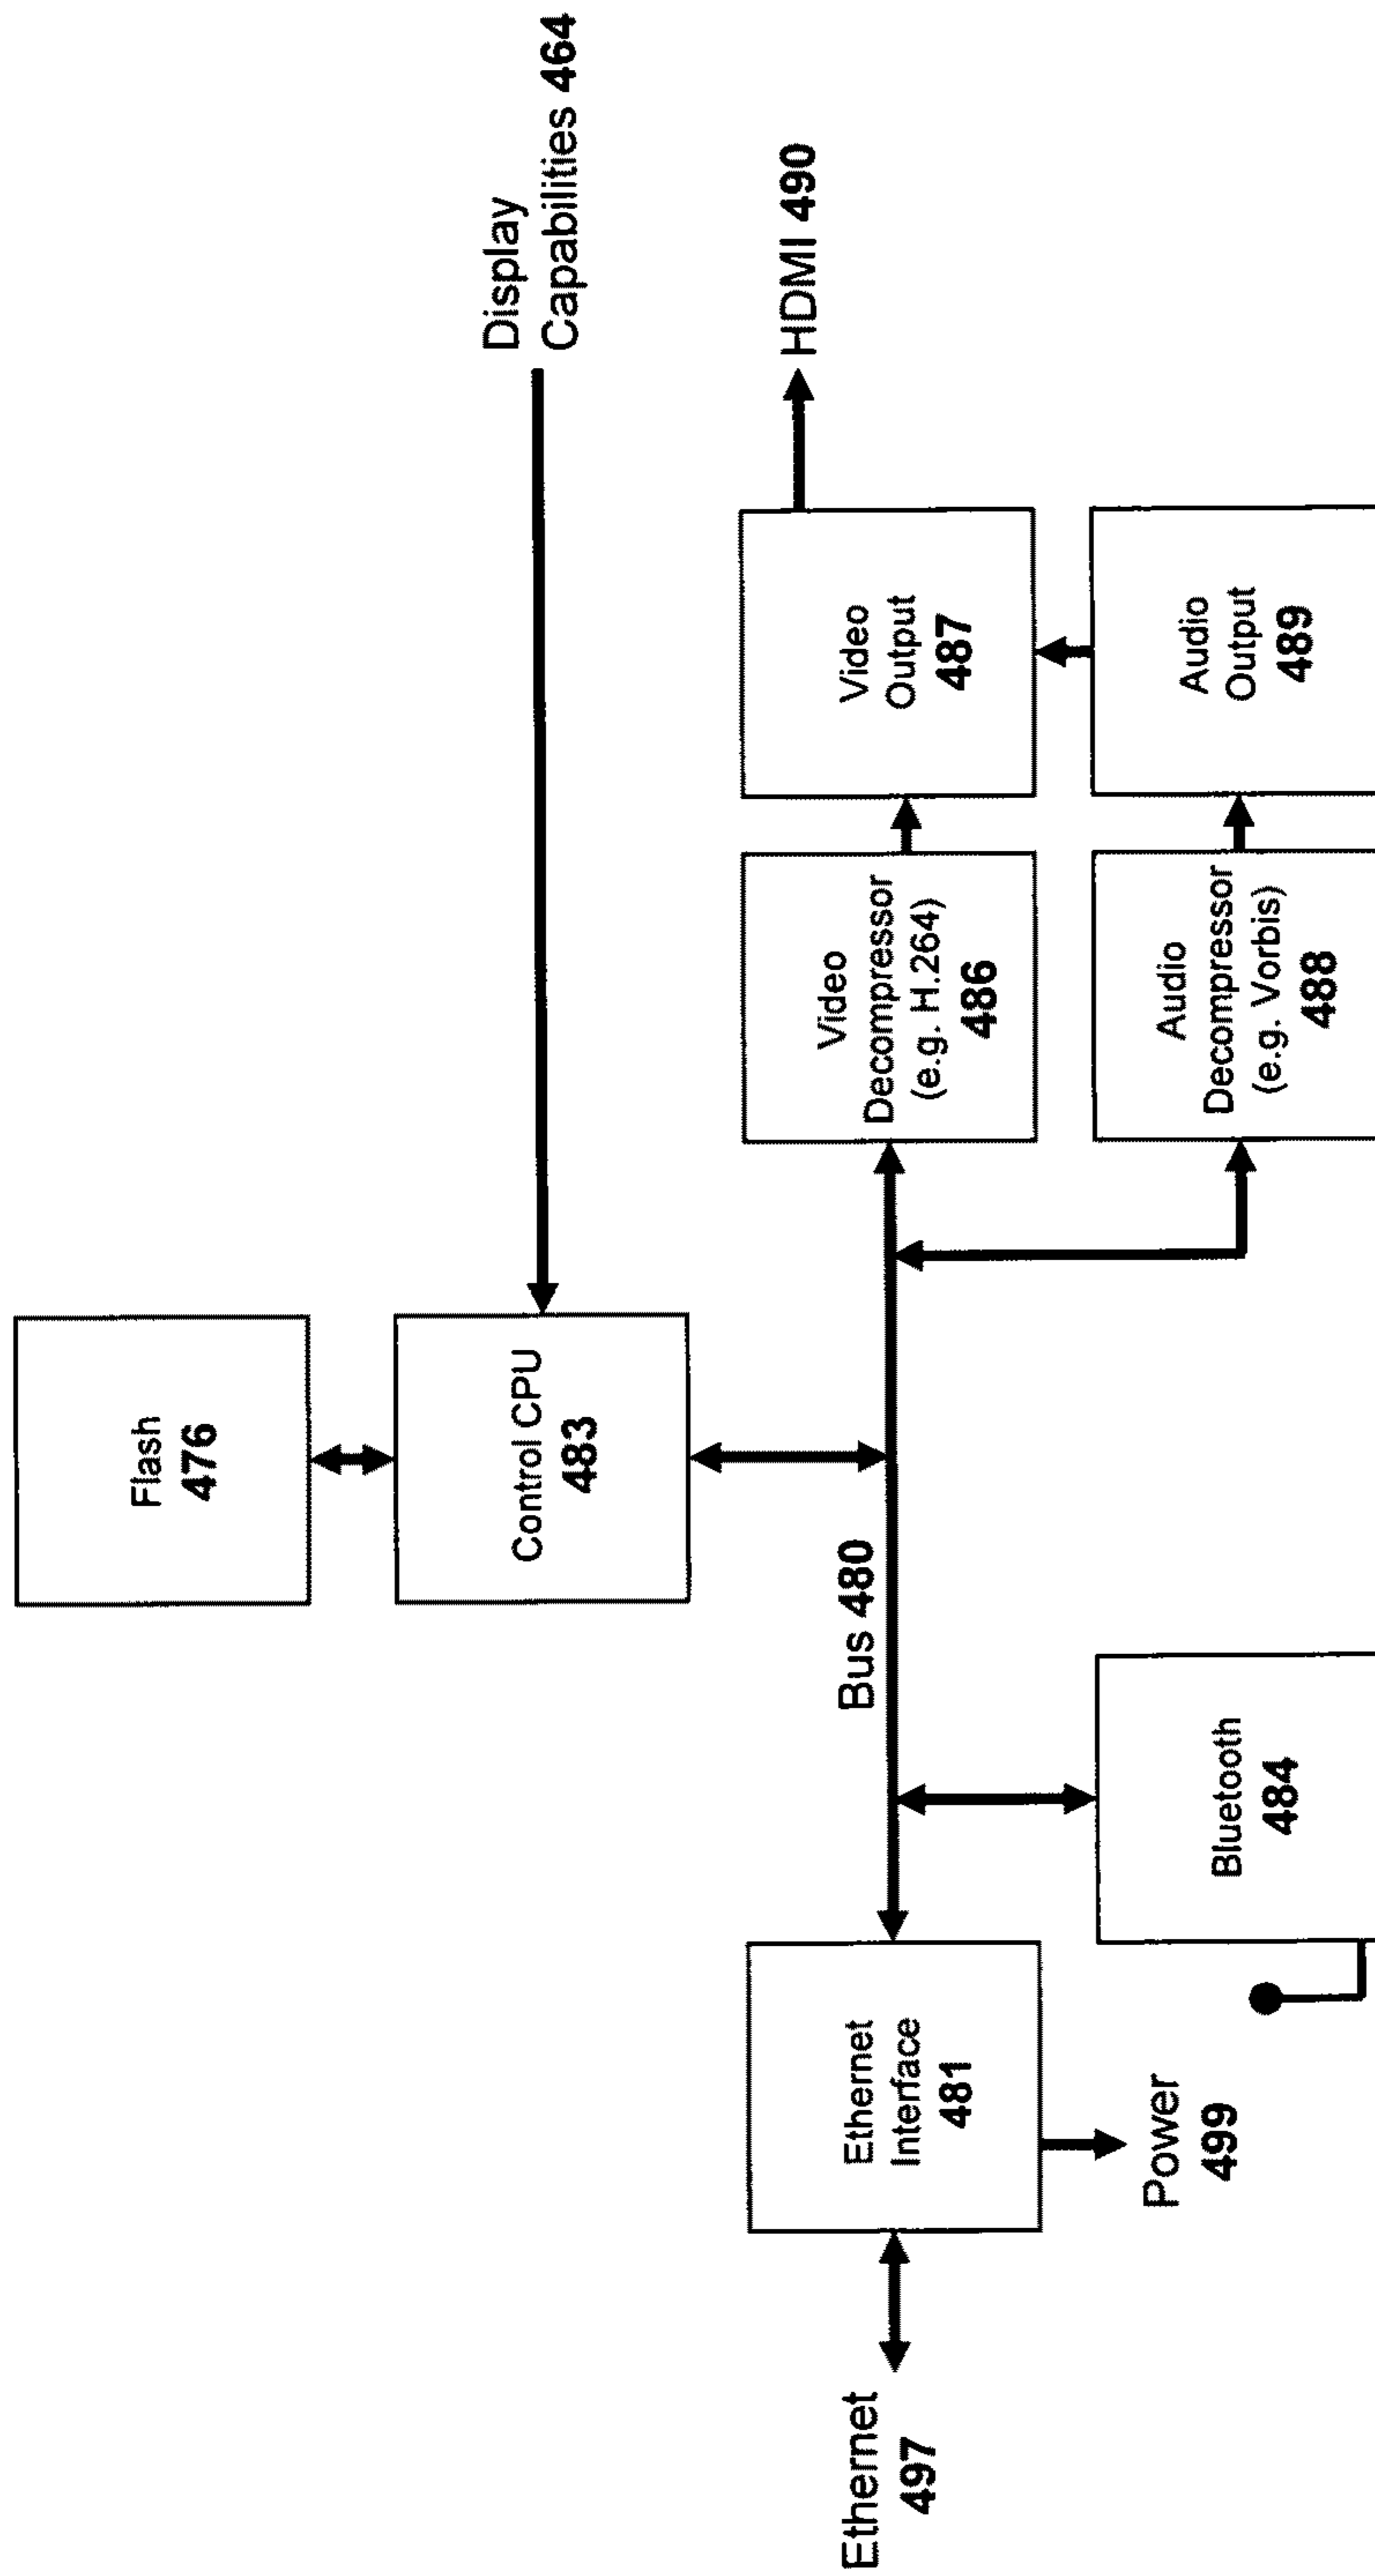 Flash
476
Display
Capabilities 464
Control CPU
483
HDMI 490
Bus 480
Ethernet
497
Ethernet
Interface
481
Video
Decompressor
(e.g. H.264)
486
Video
Output
487
Power
499
Bluetooth
484
Audio
Decompressor
(e.g. Vorbis)
488
Audio
Output
489